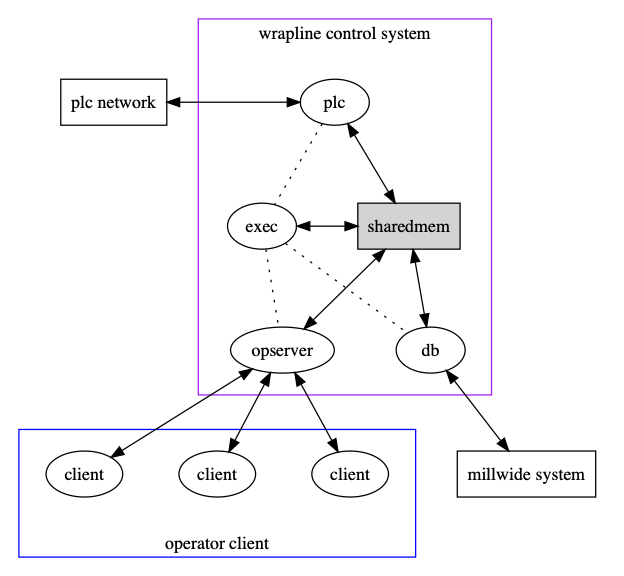 wrapline control system
plc network
plc
exec
sharedmem
opserver
db
client
client
client
millwide system
operator client